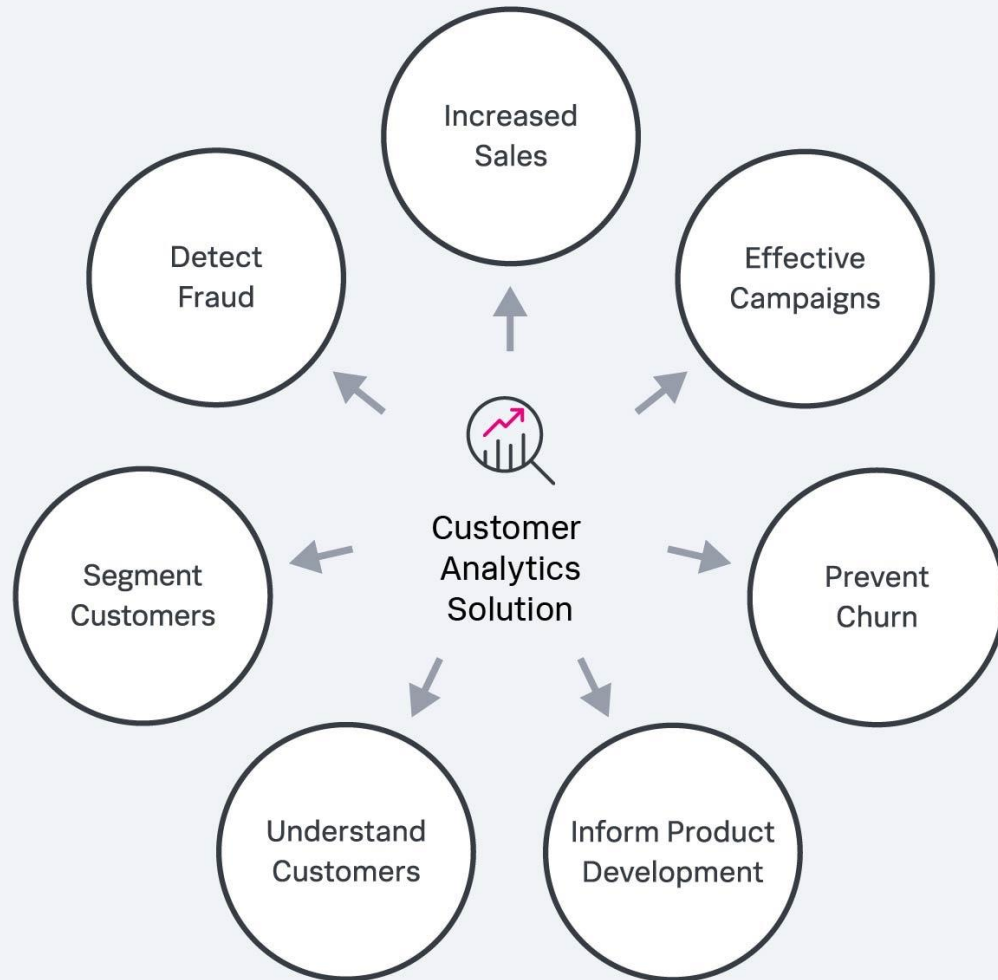 Increased
Sales
Detect
Fraud
Effective
Campaigns
Customer
Analytics
Solution
Segment
Customers
Prevent
Churn
Understand
Customers
Inform Product
Development